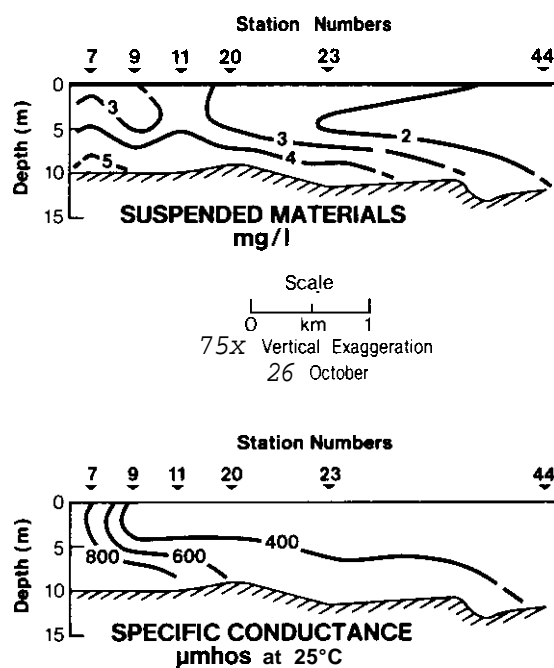 Station Numbers
7 9 11 20 23 44
0
5
10
15
Depth (m)
3
5
3
4
2
SUSPENDED MATERIALS
mg/l
Scale
0 km 1
75x Vertical Exaggeration
26 October
Station Numbers
7 9 11 20 23 44
0
5
10
15
Depth (m)
800
600
400
SPECIFIC CONDUCTANCE
µmhos at 25°C